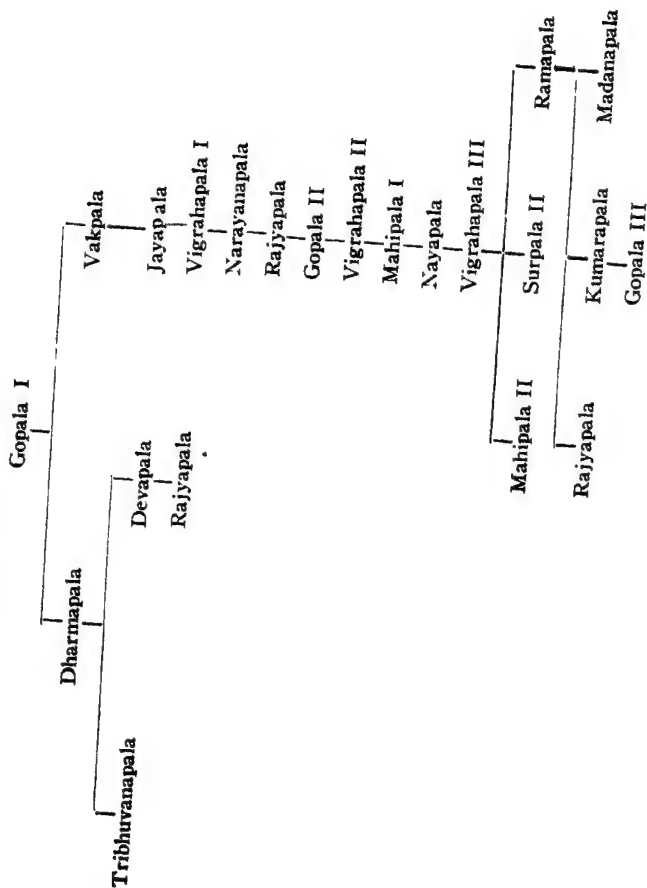 Gopala I
Dharmapala
Vakpala
Tribhuvanapala
Devapala
Jayapala
Rajyapala
Vigrahapala I
Narayanapala
Rajyapala
Gopala II
Vigrahapala II
Mahipala I
Nayapala
Vigrahapala III
Mahipala II
Surpala II
Ramapala
Rajyapala
Kumarapala
Madanapala
Gopala III